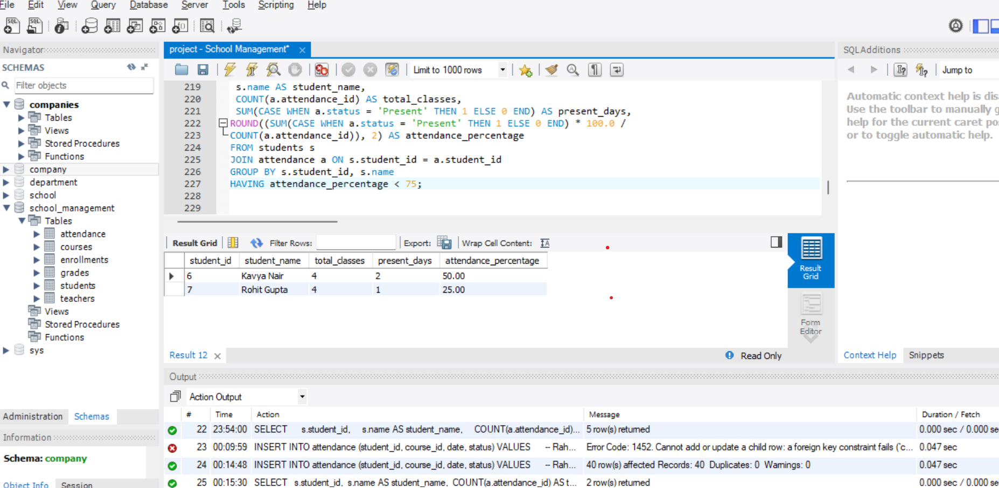 File Edit View Query Database Server Tools Scripting Help
Navigator
SCHEMAS
Filter objects
companies
Tables
Views
Stored Procedures
Functions
company
department
school
school_management
Tables
attendance
courses
enrollments
grades
students
teachers
Views
Stored Procedures
Functions
sys
Administration Schemas
Information
Schema: company
Object Info Session
project - School Management*
Limit to 1000 rows
219 s.name AS student_name,
220 COUNT(a.attendance_id) AS total_classes,
221 SUM(CASE WHEN a.status = 'Present' THEN 1 ELSE 0 END) AS present_days,
222 ROUND((SUM(CASE WHEN a.status = 'Present' THEN 1 ELSE 0 END) * 100.0 /
223 COUNT(a.attendance_id)), 2) AS attendance_percentage
224 FROM students s
225 JOIN attendance a ON s.student_id = a.student_id
226 GROUP BY s.student_id, s.name
227 HAVING attendance_percentage < 75;
228
229
Result Grid Filter Rows: Export: Wrap Cell Content:
student_id student_name total_classes present_days attendance_percentage
6 Kavya Nair 4 2 50.00
7 Rohit Gupta 4 1 25.00
Result Grid
Form Editor
Result 12 Read Only
SQLAdditions
Jump to
Automatic context help is dis
Use the toolbar to manually g
help for the current caret po
or to toggle automatic help.
Context Help Snippets
Output
Action Output
# Time Action Message Duration / Fetch
22 23:54:00 SELECT s.student_id, s.name AS student_name, COUNT(a.attendance_id)... 5 row(s) returned 0.000 sec / 0.000 se
23 00:09:59 INSERT INTO attendance (student_id, course_id, date, status) VALUES -- Rah... Error Code: 1452. Cannot add or update a child row: a foreign key constraint fails (`c... 0.047 sec
24 00:14:48 INSERT INTO attendance (student_id, course_id, date, status) VALUES -- Rah... 40 row(s) affected Records: 40 Duplicates: 0 Warnings: 0 0.047 sec
25 00:15:30 SELECT s.student_id, s.name AS student_name, COUNT(a.attendance_id) AS t... 2 row(s) returned 0.000 sec / 0.000 se